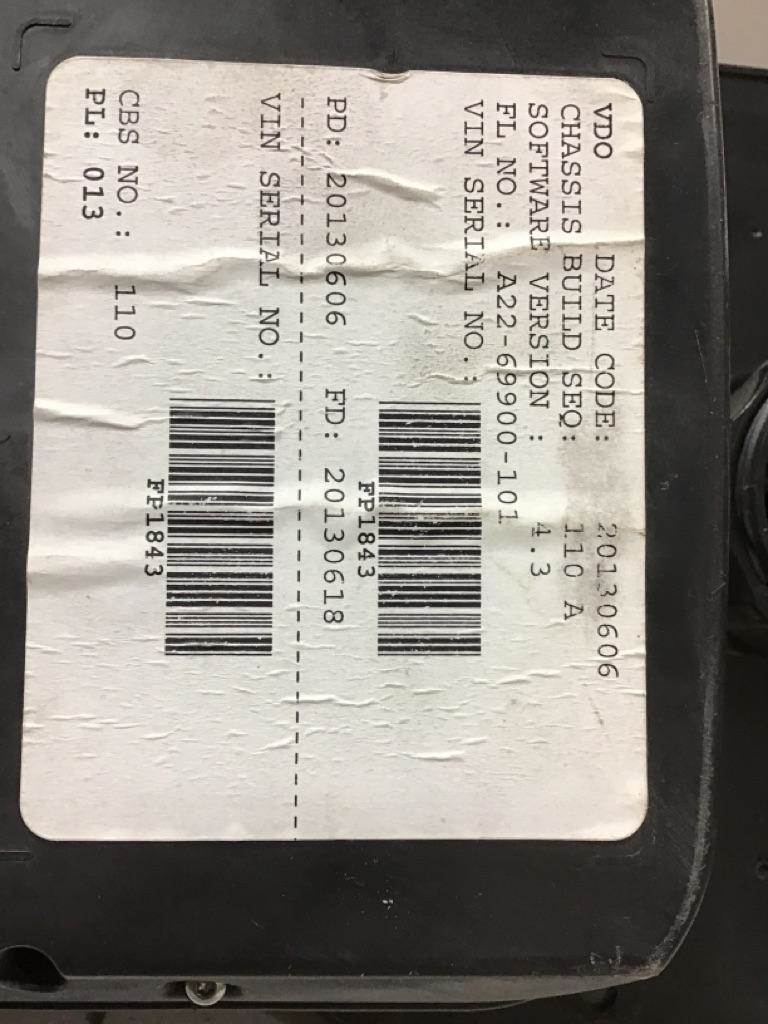 VDO DATE CODE: 20130606
CHASSIS BUILD SEQ: 110 A
SOFTWARE VERSION : 4.3
FL NO.: A22-69900-101
VIN SERIAL NO.:
FP1843
PD: 20130606 FD: 20130618
VIN SERIAL NO.:
FP1843
CBS NO.: 110
PL: 013